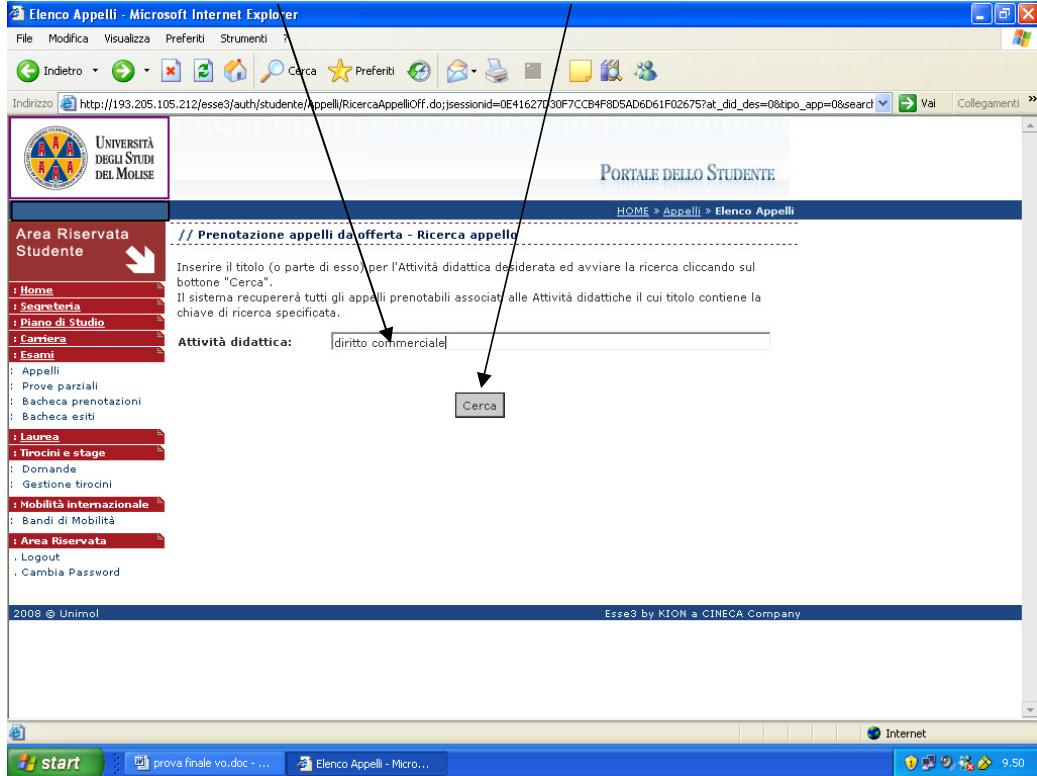 Elenco Appelli - Microsoft Internet Explorer
File Modifica Visualizza Preferiti Strumenti ?
Indietro Cerca Preferiti
Indirizzo http://193.205.105.212/esse3/auth/studente/Appelli/RicercaAppelliOff.do;jsessionid=0E41627D30F7CCB4F8D5AD6D61F02675?at_did_des=0&tipo_app=0&search Vai Collegamenti »
UNIVERSITÀ
DEGLI STUDI
DEL MOLISE
PORTALE DELLO STUDENTE
HOME » Appelli » Elenco Appelli
Area Riservata
Studente
// Prenotazione appelli da offerta - Ricerca appello
Inserire il titolo (o parte di esso) per l'Attività didattica desiderata ed avviare la ricerca cliccando sul
bottone "Cerca".
Il sistema recupererà tutti gli appelli prenotabili associati alle Attività didattiche il cui titolo contiene la
chiave di ricerca specificata.
Attività didattica: diritto commerciale
Cerca
: Home
: Segreteria
: Piano di Studio
: Carriera
: Esami
: Appelli
: Prove parziali
: Bacheca prenotazioni
: Bacheca esiti
: Laurea
: Tirocini e stage
: Domande
: Gestione tirocini
: Mobilità internazionale
: Bandi di Mobilità
: Area Riservata
. Logout
. Cambia Password
2008 © Unimol Esse3 by KION a CINECA Company
Internet
start prova finale vo.doc - ... Elenco Appelli - Micro... 9.50